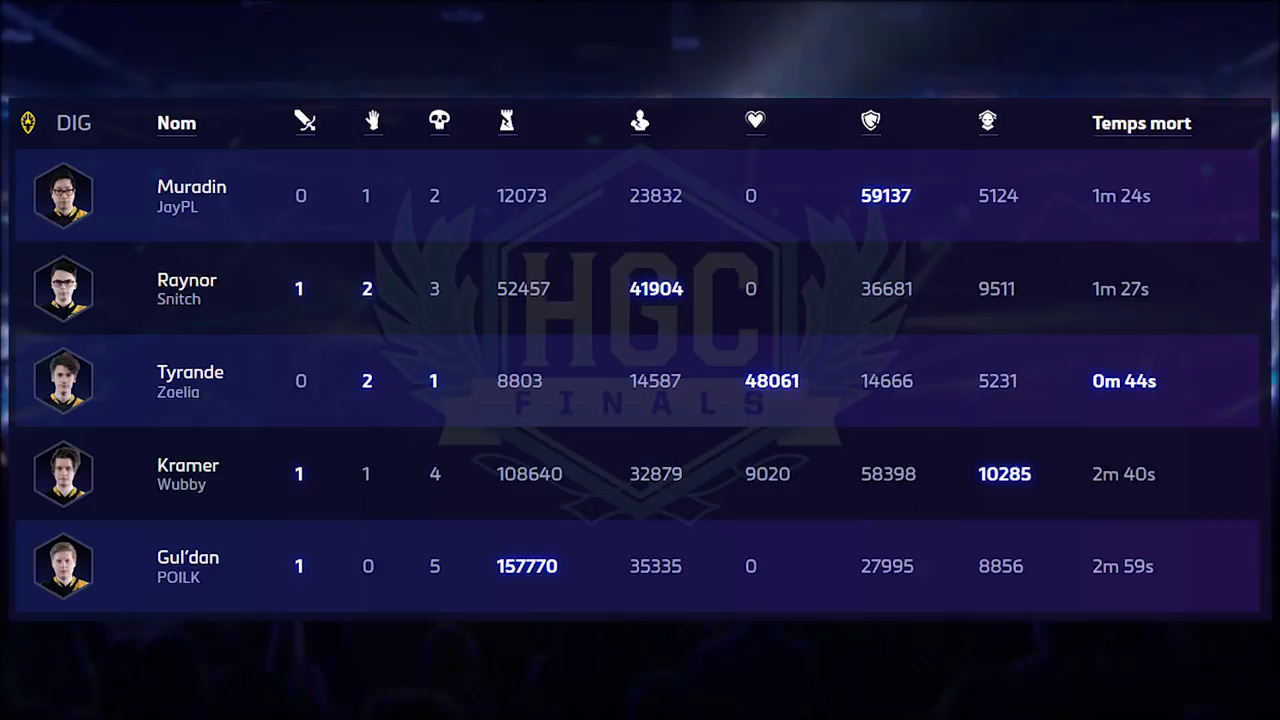 DIG Nom Temps mort
Muradin
JayPL
0 1 2 12073 23832 0 59137 5124 1m 24s
Raynor
Snitch
1 2 3 52457 41904 0 36681 9511 1m 27s
Tyrande
Zaelia
0 2 1 8803 14587 48061 14666 5231 0m 44s
Kramer
Wubby
1 1 4 108640 32879 9020 58398 10285 2m 40s
Gul'dan
POILK
1 0 5 157770 35335 0 27995 8856 2m 59s
HGC
FINALS